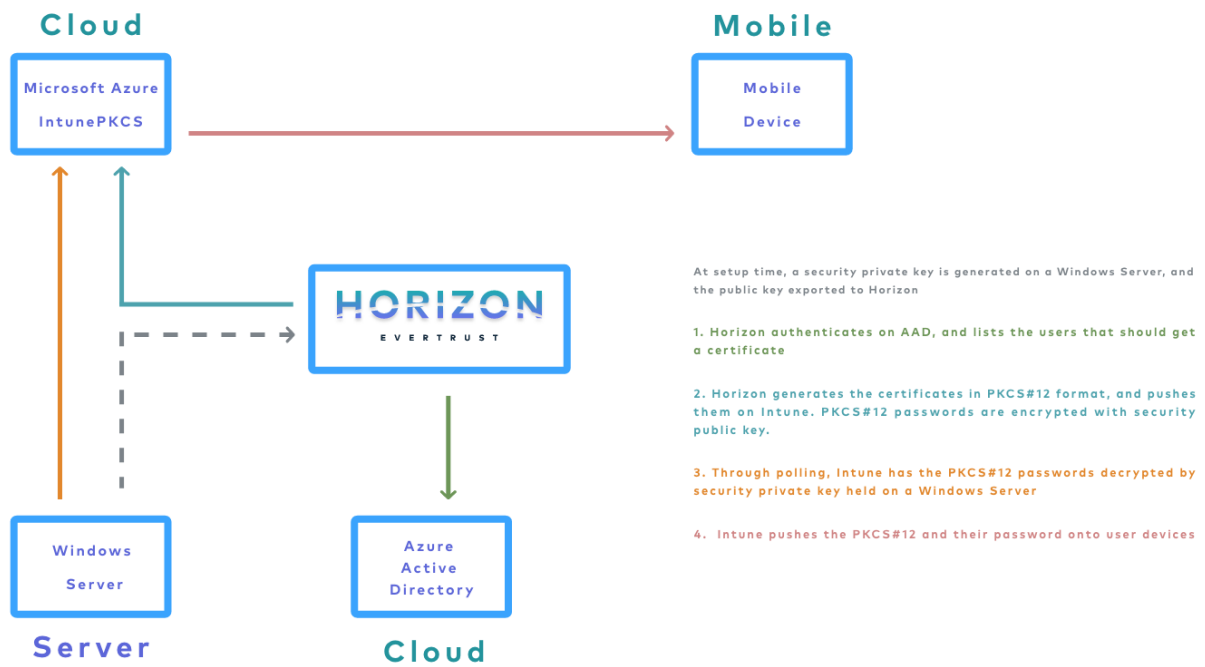 Cloud
Mobile
Microsoft Azure
IntunePKCS
Mobile
Device
HORIZON
EVERTRUST
At setup time, a security private key is generated on a Windows Server, and
the public key exported to Horizon
1. Horizon authenticates on AAD, and lists the users that should get
a certificate
2. Horizon generates the certificates in PKCS#12 format, and pushes
them on Intune. PKCS#12 passwords are encrypted with security
public key.
3. Through polling, Intune has the PKCS#12 passwords decrypted by
security private key held on a Windows Server
4. Intune pushes the PKCS#12 and their password onto user devices
Windows
Server
Azure
Active
Directory
Server
Cloud